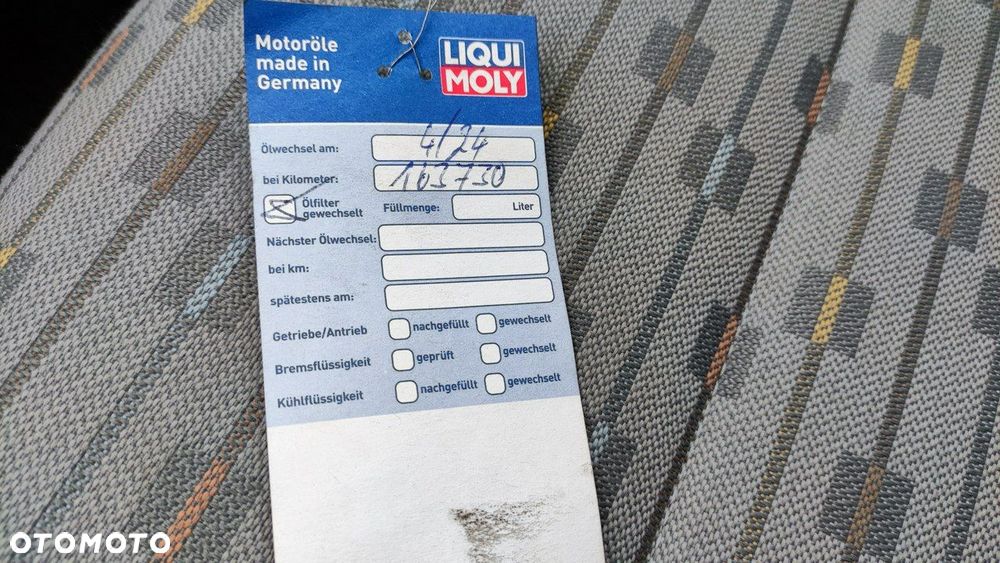 Motoröle
made in
Germany
LIQUI
MOLY
Ölwechsel am: 4/24
bei Kilometer: 163730
Ölfilter
gewechselt
Füllmenge: Liter
Nächster Ölwechsel:
bei km:
spätestens am:
Getriebe/Antrieb nachgefüllt gewechselt
Bremsflüssigkeit geprüft gewechselt
Kühlflüssigkeit nachgefüllt gewechselt
OTOMOTO